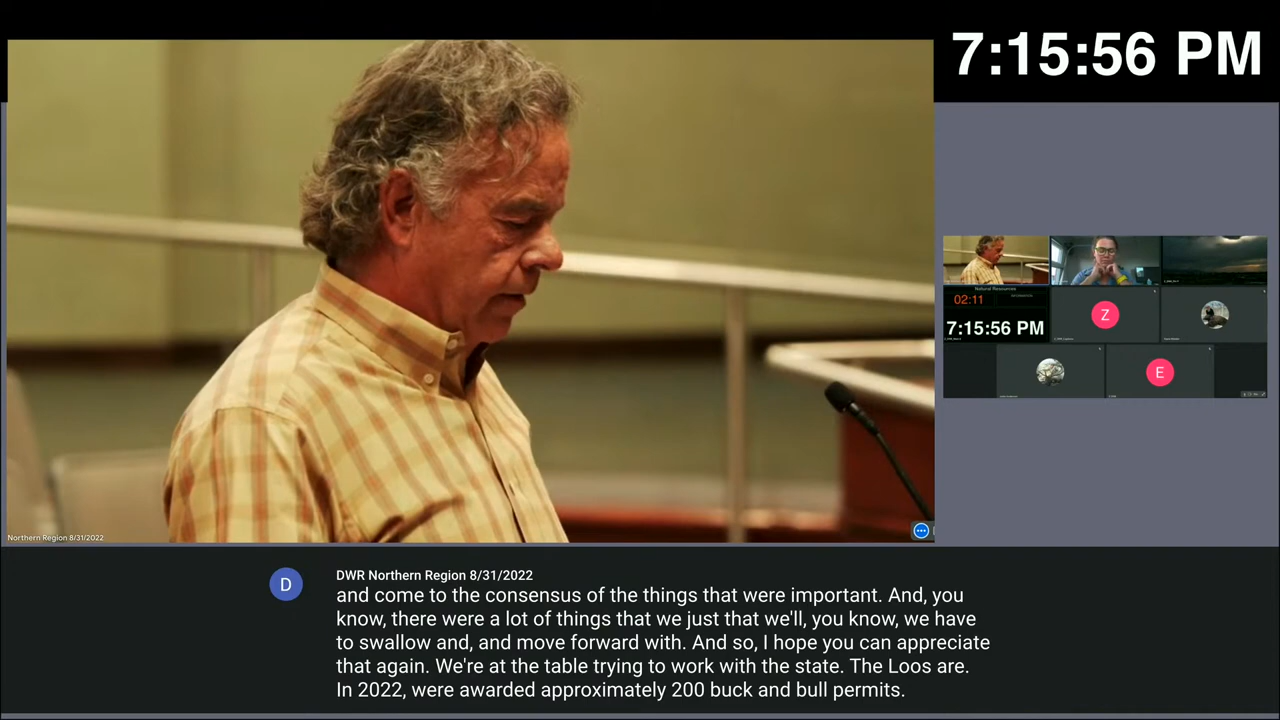 7:15:56 PM
Natural Resources
02:11
7:15:56 PM
Z
E
Northern Region 8/31/2022
D
DWR Northern Region 8/31/2022
and come to the consensus of the things that were important. And, you
know, there were a lot of things that we just that we'll, you know, we have
to swallow and, and move forward with. And so, I hope you can appreciate
that again. We're at the table trying to work with the state. The Loos are.
In 2022, were awarded approximately 200 buck and bull permits.